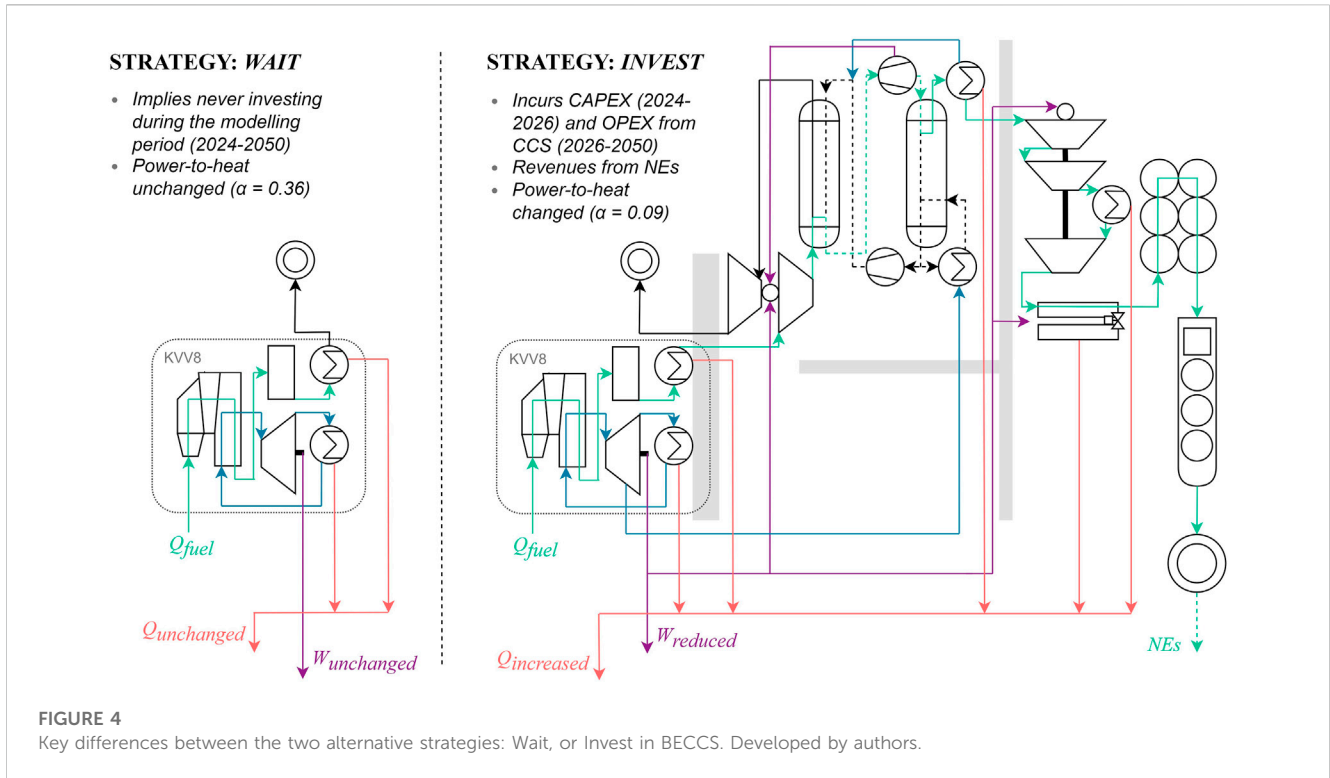 STRATEGY: WAIT
• Implies never investing
during the modelling
period (2024-2050)
• Power-to-heat
unchanged (α = 0.36)
KVV8
Qfuel
Qunchanged
Wunchanged
STRATEGY: INVEST
• Incurs CAPEX (2024-
2026) and OPEX from
CCS (2026-2050)
• Revenues from NEs
• Power-to-heat
changed (α = 0.09)
KVV8
Qfuel
Wreduced
Qincreased
NEs
FIGURE 4
Key differences between the two alternative strategies: Wait, or Invest in BECCS. Developed by authors.